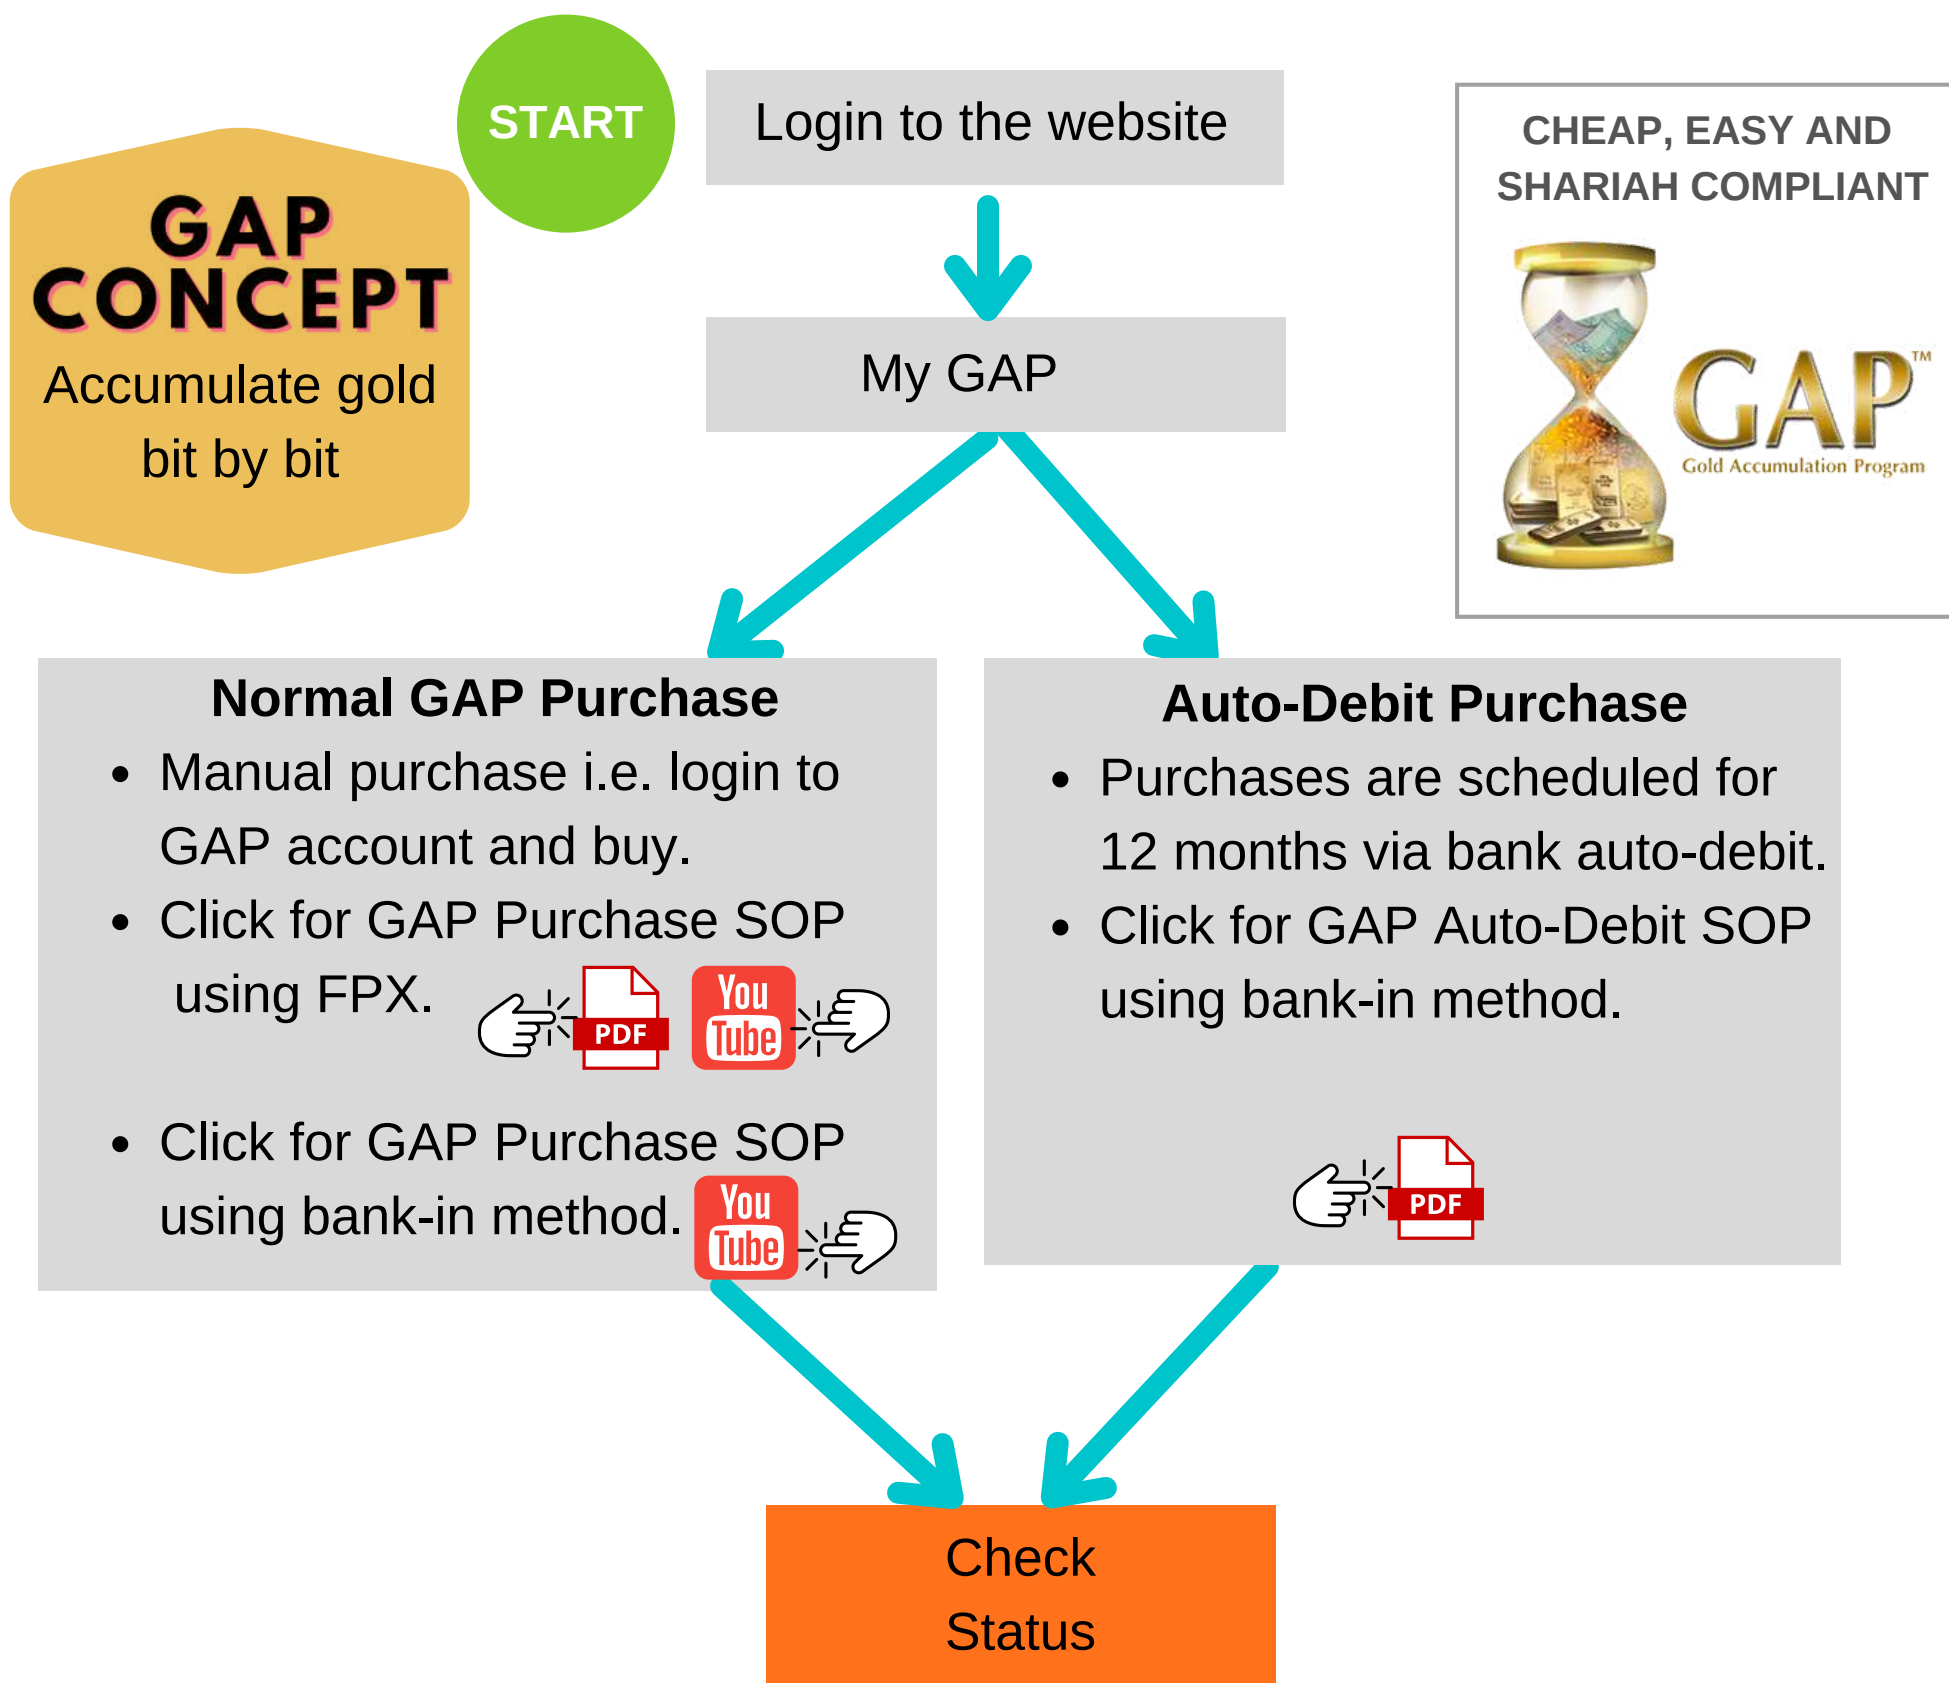 START
Login to the website
CHEAP, EASY AND
SHARIAH COMPLIANT
GAP
CONCEPT
Accumulate gold
bit by bit
My GAP
GAP™
Gold Accumulation Program
Normal GAP Purchase
• Manual purchase i.e. login to
GAP account and buy.
• Click for GAP Purchase SOP
using FPX.
PDF
You
Tube
• Click for GAP Purchase SOP
using bank-in method.
You
Tube
Auto-Debit Purchase
• Purchases are scheduled for
12 months via bank auto-debit.
• Click for GAP Auto-Debit SOP
using bank-in method.
PDF
Check
Status